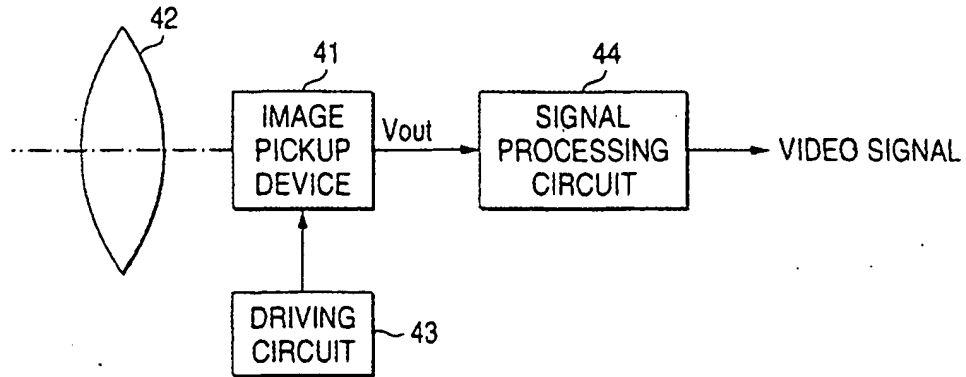 42
41
44
IMAGE
PICKUP
DEVICE
Vout
SIGNAL
PROCESSING
CIRCUIT
VIDEO SIGNAL
DRIVING
CIRCUIT
43